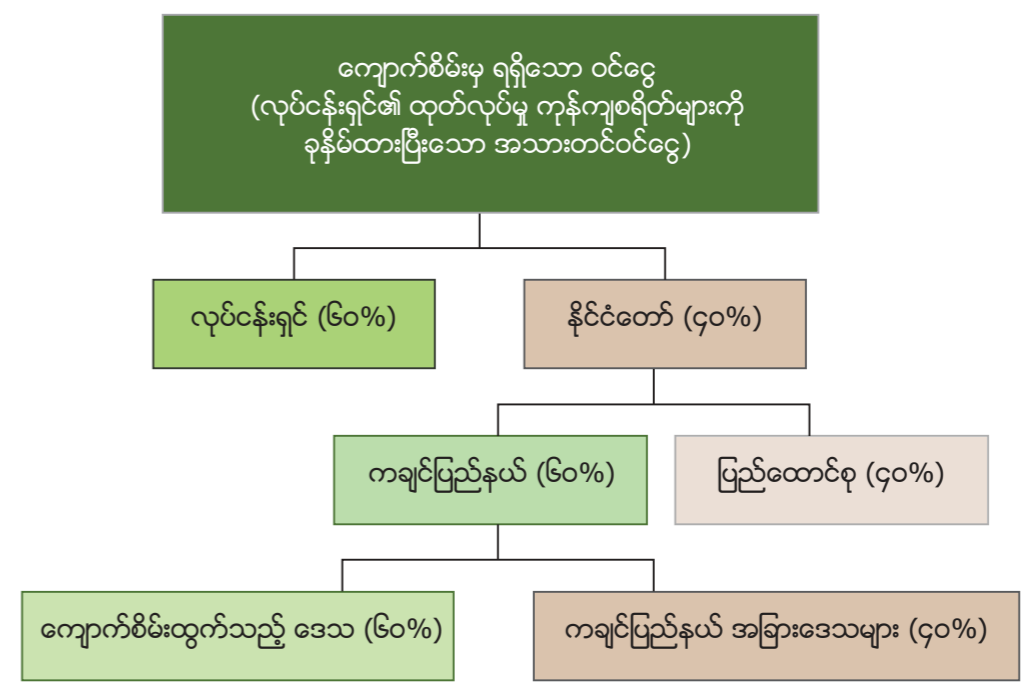 ကျောက်စိမ်းမှ ရရှိသော ဝင်ငွေ
(လုပ်ငန်းရှင်၏ ထုတ်လုပ်မှု ကုန်ကျစရိတ်များကို
ခုနှိမ်ထားပြီးသော အသားတင်ဝင်ငွေ)
လုပ်ငန်းရှင် (၆၀%)
နိုင်ငံတော် (၄၀%)
ကချင်ပြည်နယ် (၆၀%)
ပြည်ထောင်စု (၄၀%)
ကျောက်စိမ်းထွက်သည့် ဒေသ (၆၀%)
ကချင်ပြည်နယ် အခြားဒေသများ (၄၀%)